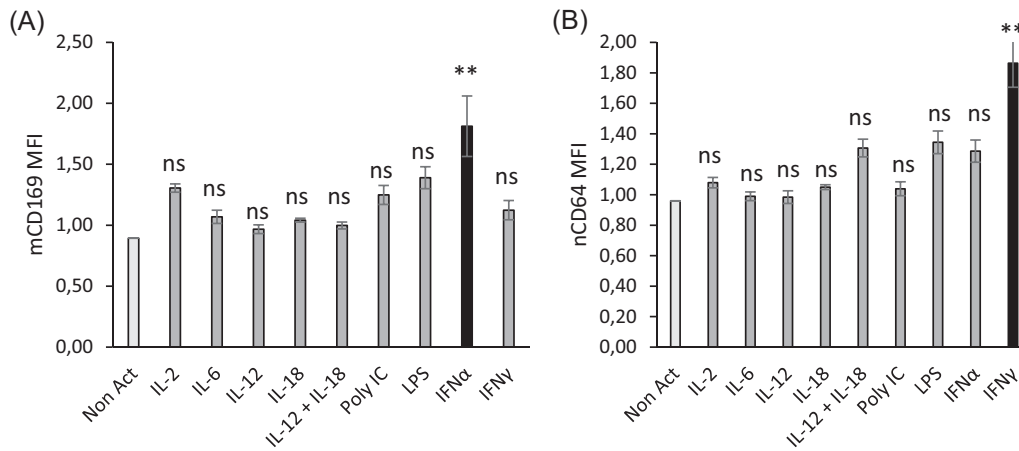 (A)
mCD169 MFI
2,50
2,00
1,50
1,00
0,50
0,00
ns
ns
ns
ns
ns
ns
ns
**
ns
Non Act
IL-2
IL-6
IL-12
IL-18
IL-12 + IL-18
Poly IC
LPS
IFNα
IFNγ
(B)
nCD64 MFI
2,00
1,80
1,60
1,40
1,20
1,00
0,80
0,60
0,40
0,20
0,00
ns
ns
ns
ns
ns
ns
ns
ns
**
Non Act
IL-2
IL-6
IL-12
IL-18
IL-12 + IL-18
Poly IC
LPS
IFNα
IFNγ